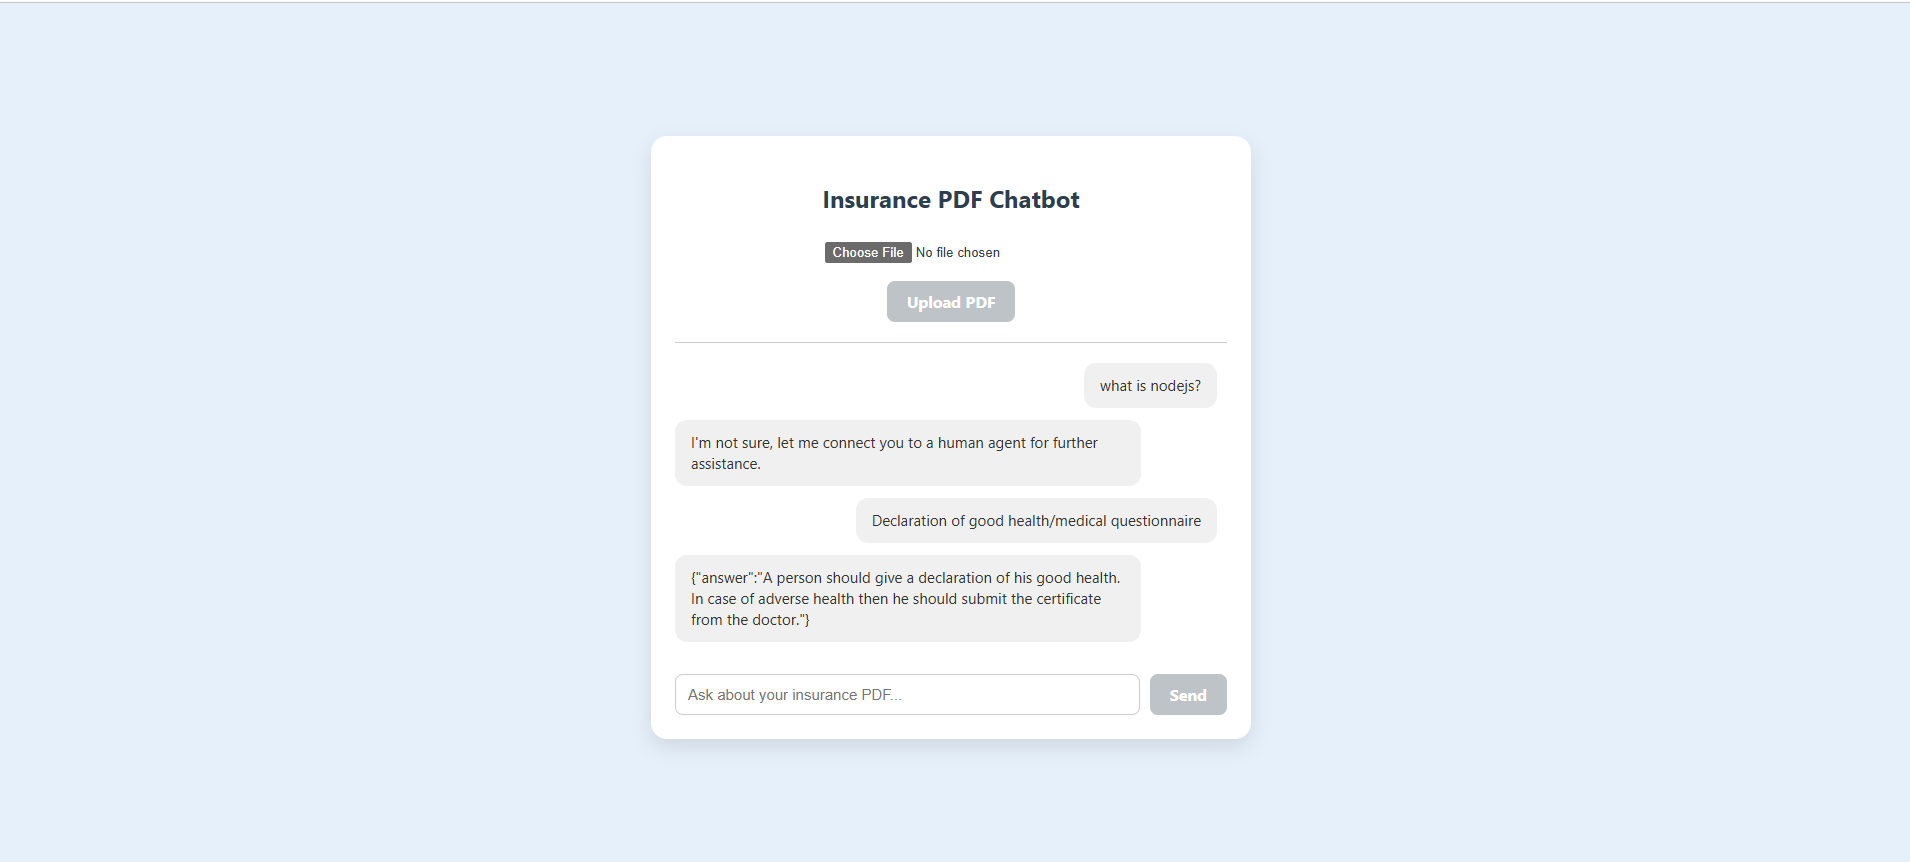 Insurance PDF Chatbot
Choose File No file chosen
Upload PDF
what is nodejs?
I'm not sure, let me connect you to a human agent for further
assistance.
Declaration of good health/medical questionnaire
{"answer":"A person should give a declaration of his good health.
In case of adverse health then he should submit the certificate
from the doctor."}
Ask about your insurance PDF...
Send